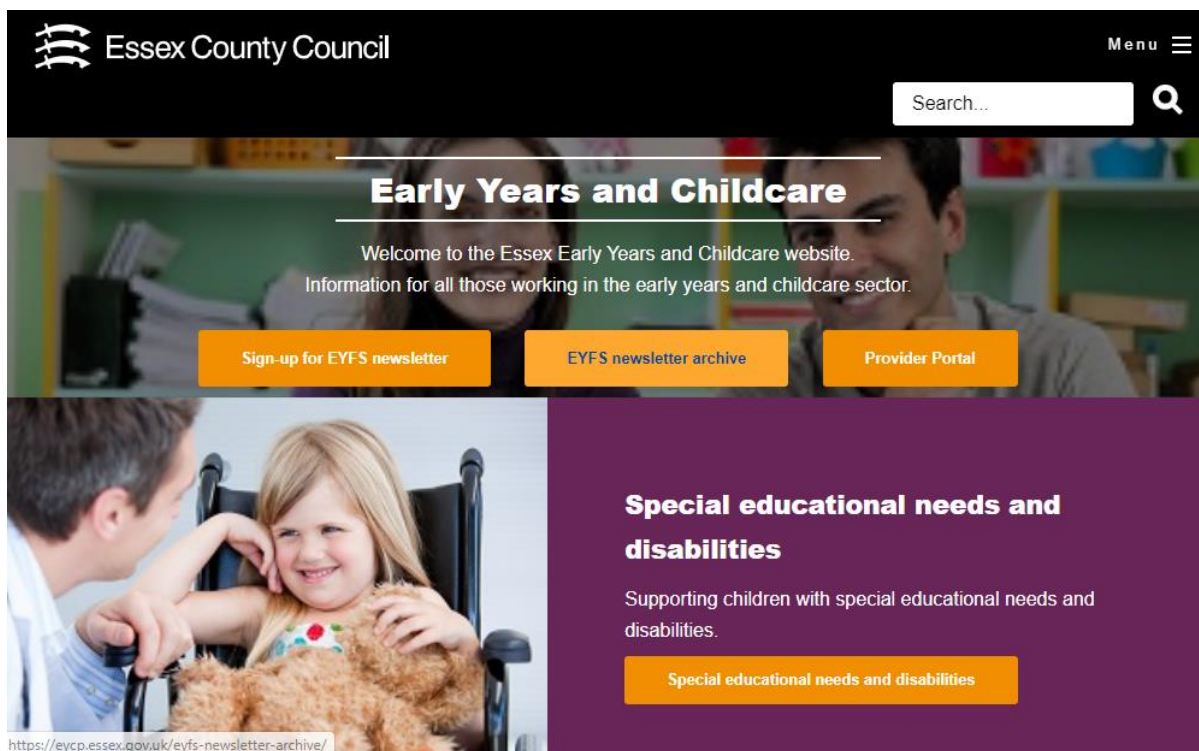 Essex County Council
Menu
Search...
Early Years and Childcare
Welcome to the Essex Early Years and Childcare website.
Information for all those working in the early years and childcare sector.
Sign-up for EYFS newsletter
EYFS newsletter archive
Provider Portal
Special educational needs and
disabilities
Supporting children with special educational needs and
disabilities.
Special educational needs and disabilities
https://eycp.essex.gov.uk/eyfs-newsletter-archive/